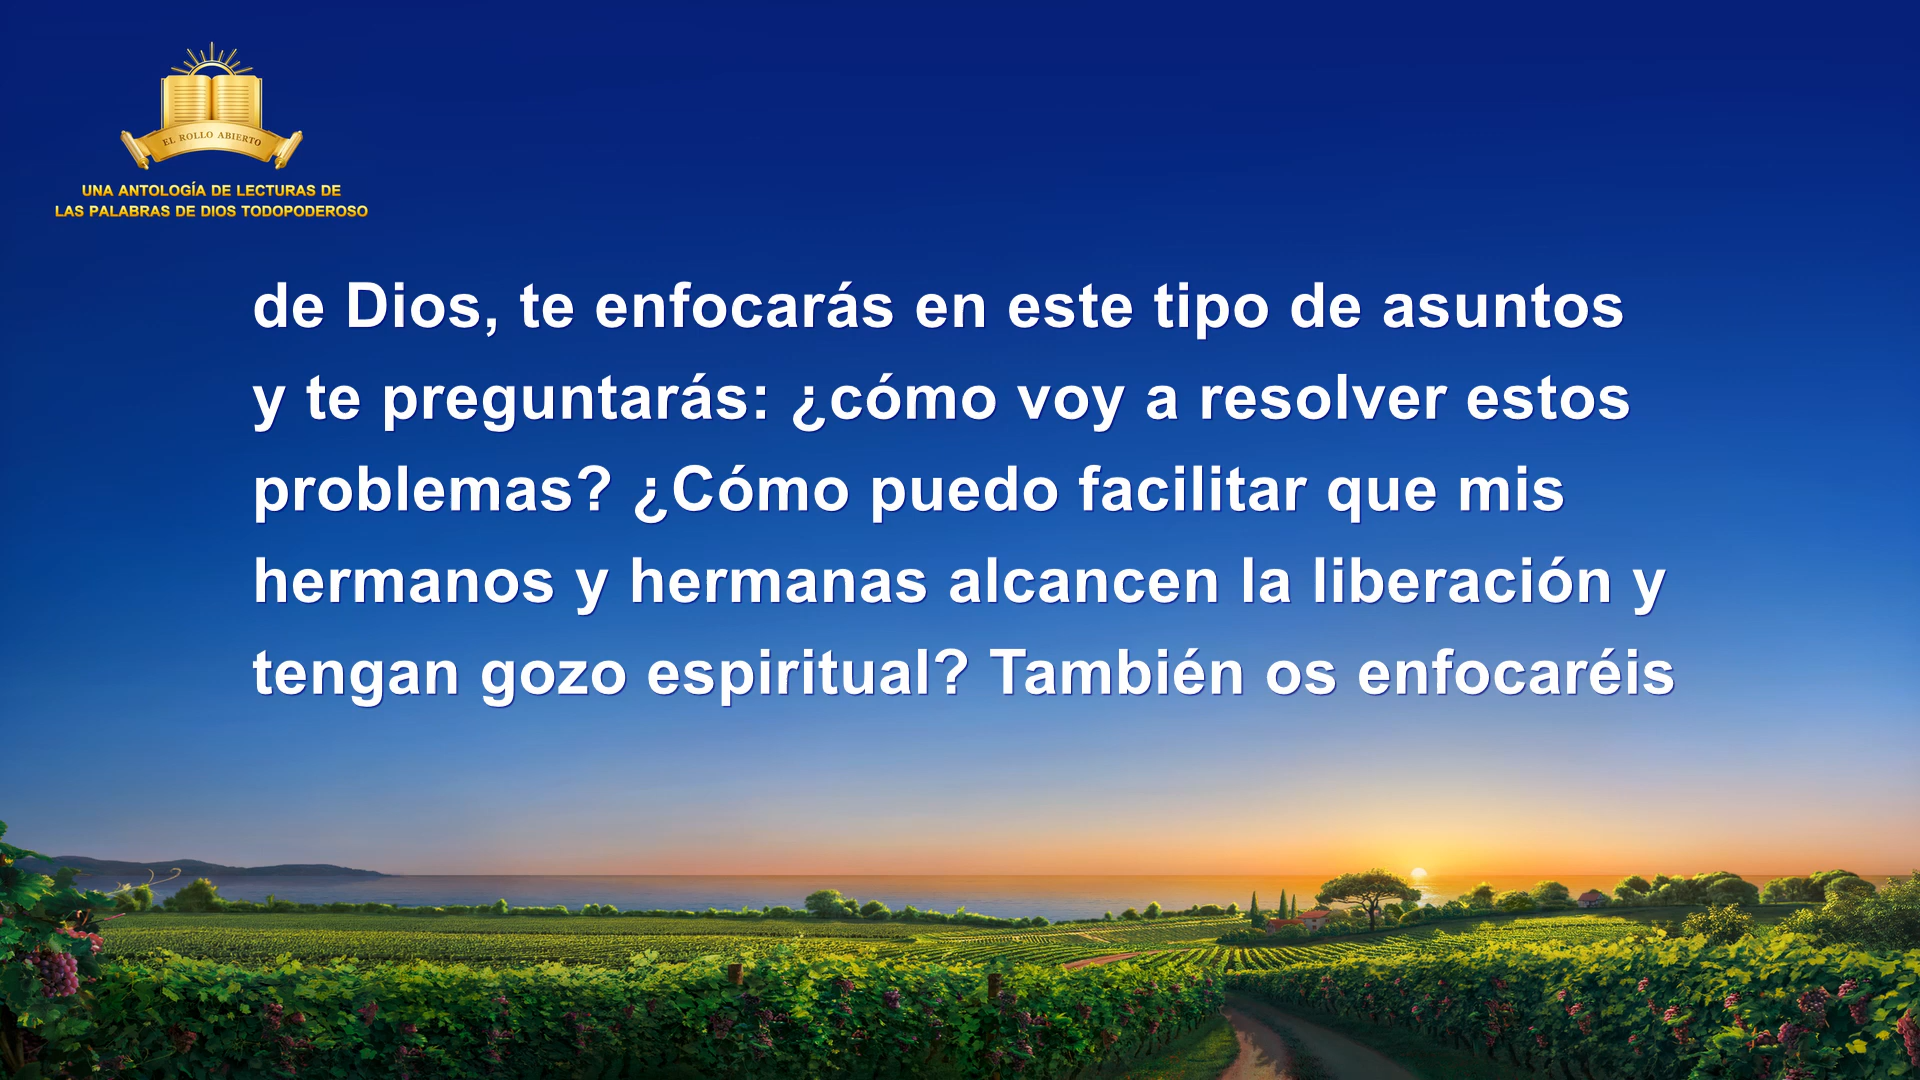 EL ROLLO ABIERTO
UNA ANTOLOGÍA DE LECTURAS DE
LAS PALABRAS DE DIOS TODOPODEROSO
de Dios, te enfocarás en este tipo de asuntos
y te preguntarás: ¿cómo voy a resolver estos
problemas? ¿Cómo puedo facilitar que mis
hermanos y hermanas alcancen la liberación y
tengan gozo espiritual? También os enfocaréis